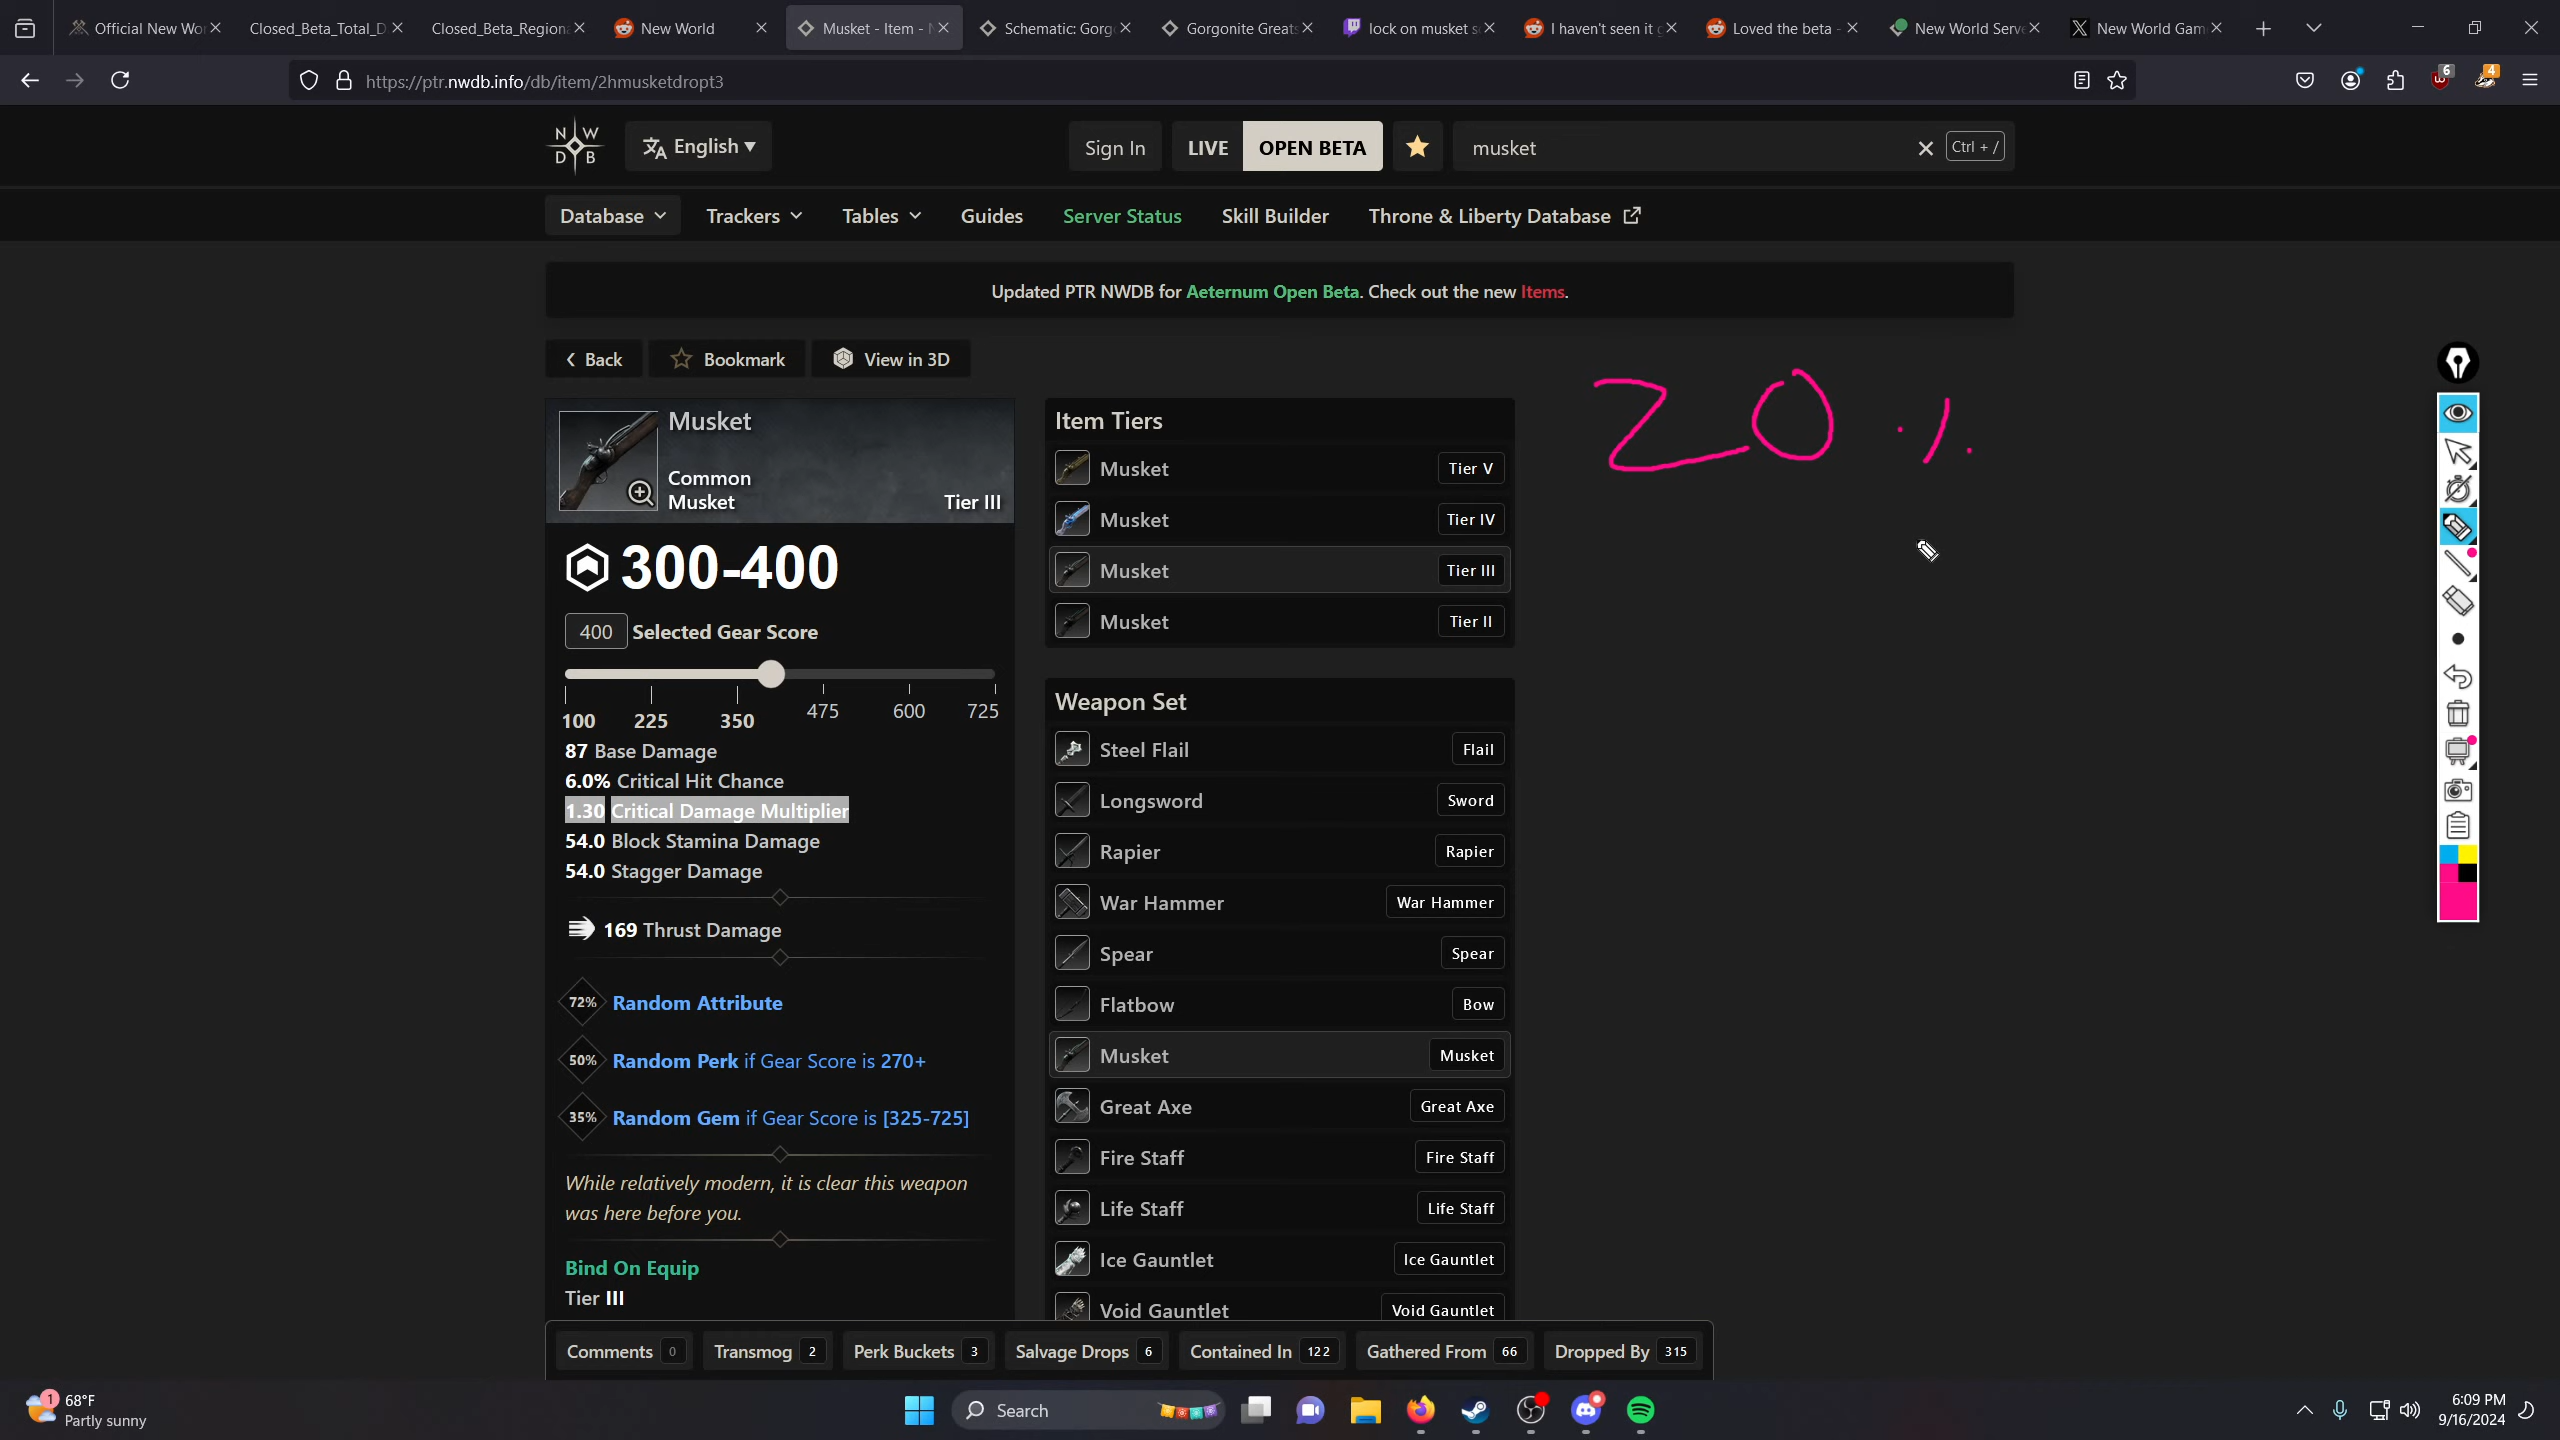 Official New Wor
Closed_Beta_Total_D
Closed_Beta_Regiona
New World
Musket - Item - N
Schematic: Gorgo
Gorgonite Greats
lock on musket s
I haven't seen it g
Loved the beta -
New World Serve
New World Gam
https://ptr.nwdb.info/db/item/2hmusketdropt3
6
4
N W
D B
English
Sign In
LIVE
OPEN BETA
musket
Ctrl + /
Database
Trackers
Tables
Guides
Server Status
Skill Builder
Throne & Liberty Database
Updated PTR NWDB for Aeternum Open Beta. Check out the new Items.
Back
Bookmark
View in 3D
Musket
Common
Musket
Tier III
300-400
400 Selected Gear Score
100 225 350 475 600 725
87 Base Damage
6.0% Critical Hit Chance
1.30 Critical Damage Multiplier
54.0 Block Stamina Damage
54.0 Stagger Damage
169 Thrust Damage
72% Random Attribute
50% Random Perk if Gear Score is 270+
35% Random Gem if Gear Score is [325-725]
While relatively modern, it is clear this weapon
was here before you.
Bind On Equip
Tier III
Item Tiers
Musket Tier V
Musket Tier IV
Musket Tier III
Musket Tier II
Weapon Set
Steel Flail Flail
Longsword Sword
Rapier Rapier
War Hammer War Hammer
Spear Spear
Flatbow Bow
Musket Musket
Great Axe Great Axe
Fire Staff Fire Staff
Life Staff Life Staff
Ice Gauntlet Ice Gauntlet
Void Gauntlet Void Gauntlet
20 %
Comments 0
Transmog 2
Perk Buckets 3
Salvage Drops 6
Contained In 122
Gathered From 66
Dropped By 315
1
68°F
Partly sunny
Search
6:09 PM
9/16/2024